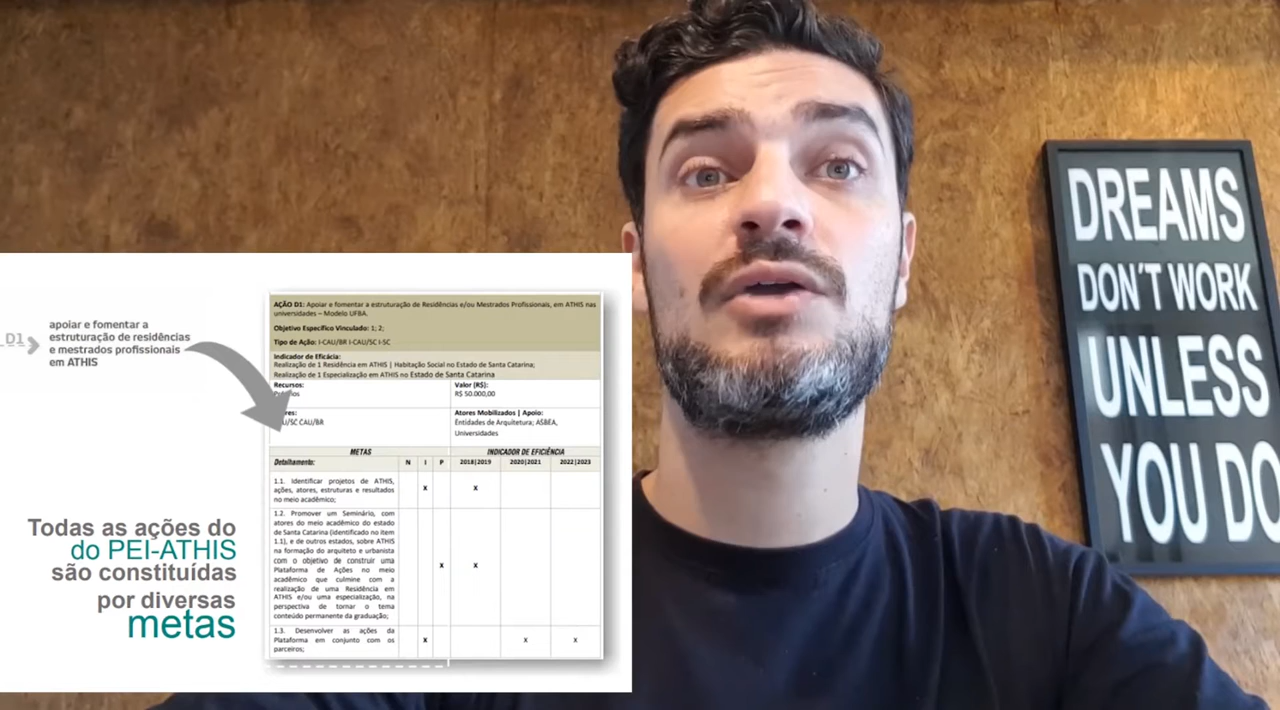 D1
apoiar e fomentar a
estruturação de residências
e mestrados profissionais
em ATHIS
Todas as ações do
do PEI-ATHIS
são constituídas
por diversas
metas
AÇÃO D1: Apoiar e fomentar a estruturação de Residências e/ou Mestrados Profissionais, em ATHIS nas
universidades – Modelo UFBA.
Objetivo Específico Vinculado: 1; 2;
Tipo de Ação: I-CAU/BR I-CAU/SC I-SC
Indicador de Eficácia:
Realização de 1 Residência em ATHIS | Habitação Social no Estado de Santa Catarina;
Realização de 1 Especialização em ATHIS no Estado de Santa Catarina
Recursos:
Valor (R$):
R$ 50.000,00
CAU/BR
Atores Mobilizados | Apoio:
Entidades de Arquitetura; ASBEA,
Universidades
METAS INDICADOR DE EFICIÊNCIA
Detalhamento: N I P 2018|2019 2020|2021 2022|2023
1.1. Identificar projetos de ATHIS,
ações, atores, estruturas e resultados
no meio acadêmico;
X X
1.2. Promover um Seminário, com
atores do meio acadêmico do estado
de Santa Catarina (identificado no item
1.1), e de outros estados, sobre ATHIS
na formação do arquiteto e urbanista
com o objetivo de construir uma
Plataforma de Ações no meio
acadêmico que culmine com a
realização de uma Residência em
ATHIS e/ou uma especialização, na
perspectiva de tornar o tema
conteúdo permanente da graduação;
X X
1.3. Desenvolver as ações da
Plataforma em conjunto com os
parceiros;
X X X
DREAMS
DON'T WORK
UNLESS
YOU DO